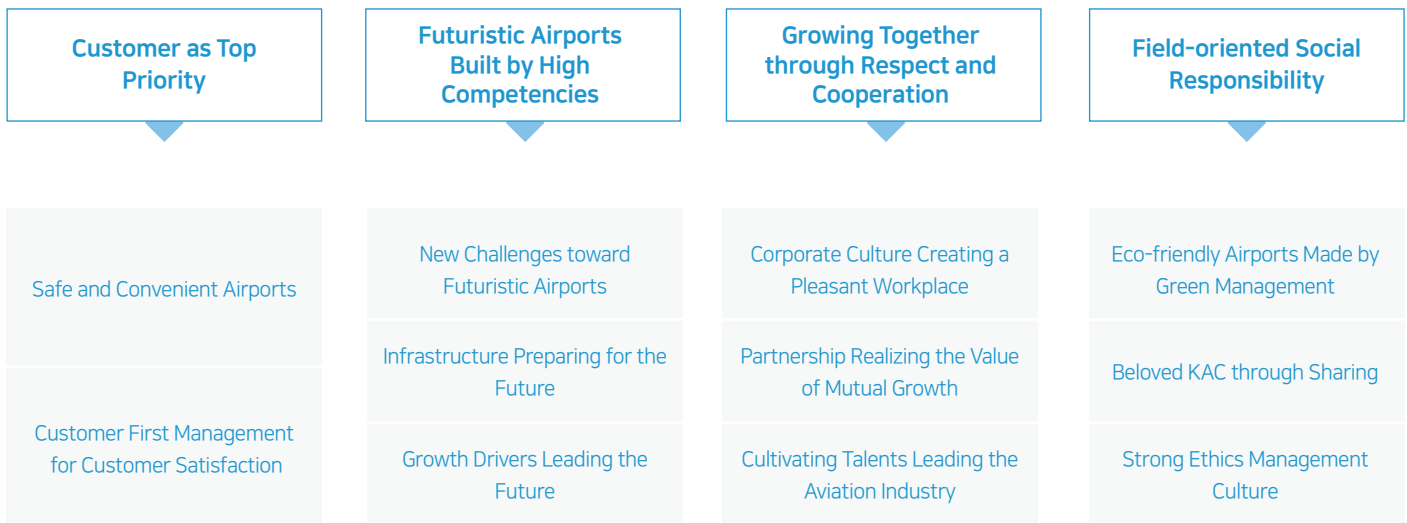 Customer as Top
Priority
Futuristic Airports
Built by High
Competencies
Growing Together
through Respect and
Cooperation
Field-oriented Social
Responsibility
Safe and Convenient Airports
Customer First Management
for Customer Satisfaction
New Challenges toward
Futuristic Airports
Infrastructure Preparing for the
Future
Growth Drivers Leading the
Future
Corporate Culture Creating a
Pleasant Workplace
Partnership Realizing the Value
of Mutual Growth
Cultivating Talents Leading the
Aviation Industry
Eco-friendly Airports Made by
Green Management
Beloved KAC through Sharing
Strong Ethics Management
Culture